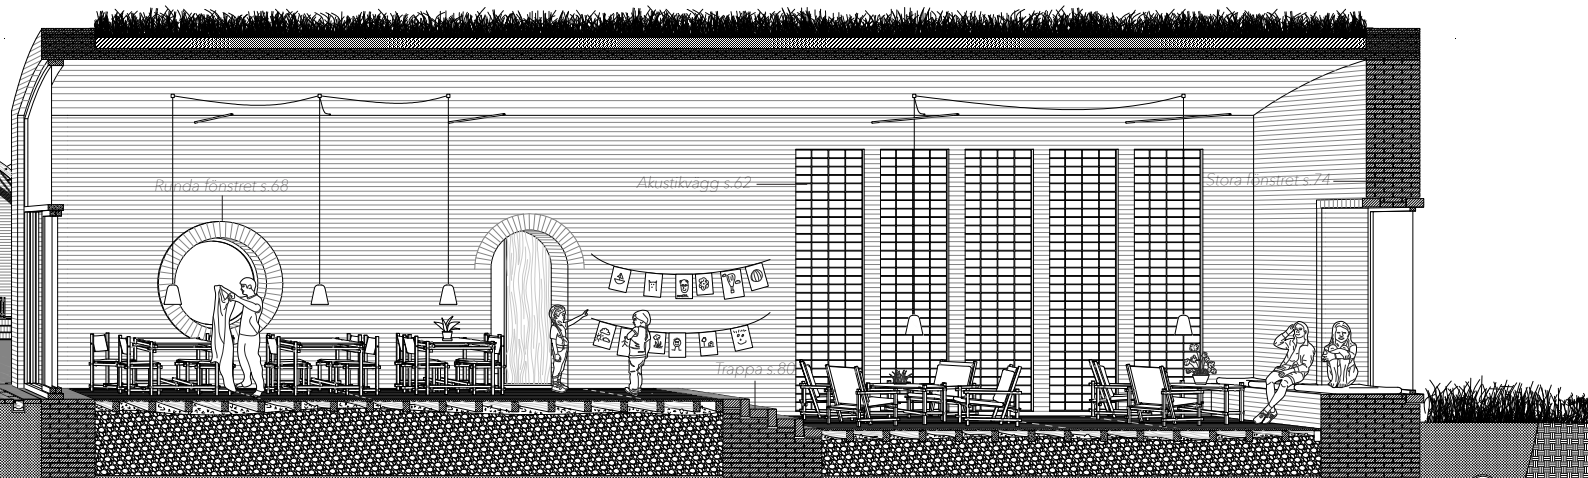 Runda fönstret s.68
Akustikvägg s.62
Stora fönstret s.74
Trappa s.80